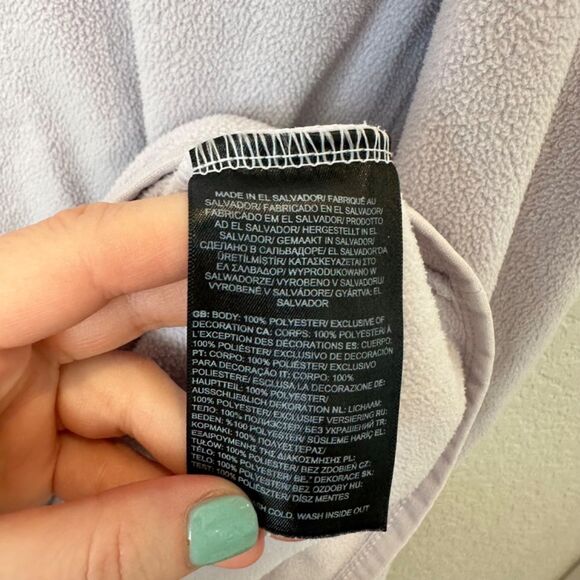 MADE IN EL SALVADOR/ FABRIQUÉ AU
SALVADOR/ FABRICADO EN EL SALVADOR/
FABRICADO EM EL SALVADOR/ PRODOTTO
AD EL SALVADOR/ HERGESTELLT IN EL
SALVADOR/ GEMAAKT IN EL SALVADOR/
СДЕЛАНО В САЛЬВАДОРЕ/ EL SALVADOR'DA
ÜRETİLMİŞTİR/ ΚΑΤΑΣΚΕΥΑΖΕΤΑΙ ΣΤΟ
ΕΛ ΣΑΛΒΑΔΟΡ/ WYPRODUKOWANO W
SALWADORZE/ VYROBENO V SALVADORU/
VYROBENÉ V SALVÁDORE/ GYÁRTVA: EL
SALVADOR
GB: BODY: 100% POLYESTER/ EXCLUSIVE OF
DECORATION CA: CORPS: 100% POLYESTER/ À
L'EXCEPTION DES DÉCORATIONS ES: CUERPO:
100% POLIÉSTER/ EXCLUSIVO DE DECORACIÓN
PT: CORPO: 100% POLIÉSTER/ EXCLUSIVO
PARA DECORAÇÃO IT: CORPO: 100%
POLIESTERE/ ESCLUSA LA DECORAZIONE DE:
HAUPTTEIL: 100% POLYESTER/
AUSSCHLIEẞLICH DEKORATION NL: LICHAAM:
100% POLYESTER/ EXCLUSIEF VERSIERING RU:
ТЕЛО: 100% ПОЛИЭСТЕР/ БЕЗ УКРАШЕНИЙ TR:
BEDEN: %100 POLYESTER/ SÜSLEME HARİÇ EL:
ΚΟΡΜΑΚΙ: 100% ΠΟΛΥΕΣΤΕΡΑΣ/
ΕΞΑΙΡΟΥΜΕΝΗΣ ΤΗΣ ΔΙΑΚΟΣΜΗΣΗΣ PL:
TUŁÓW: 100% POLIESTER/ BEZ ZDOBIEŃ CZ:
TĚLO: 100% POLYESTER/ DEKORACE SK:
100% POLYESTER/ BEZ OZDOBY HU:
TEST: 100% POLIÉSZTER/ DÍSZ MENTES
COLD, WASH INSIDE OUT